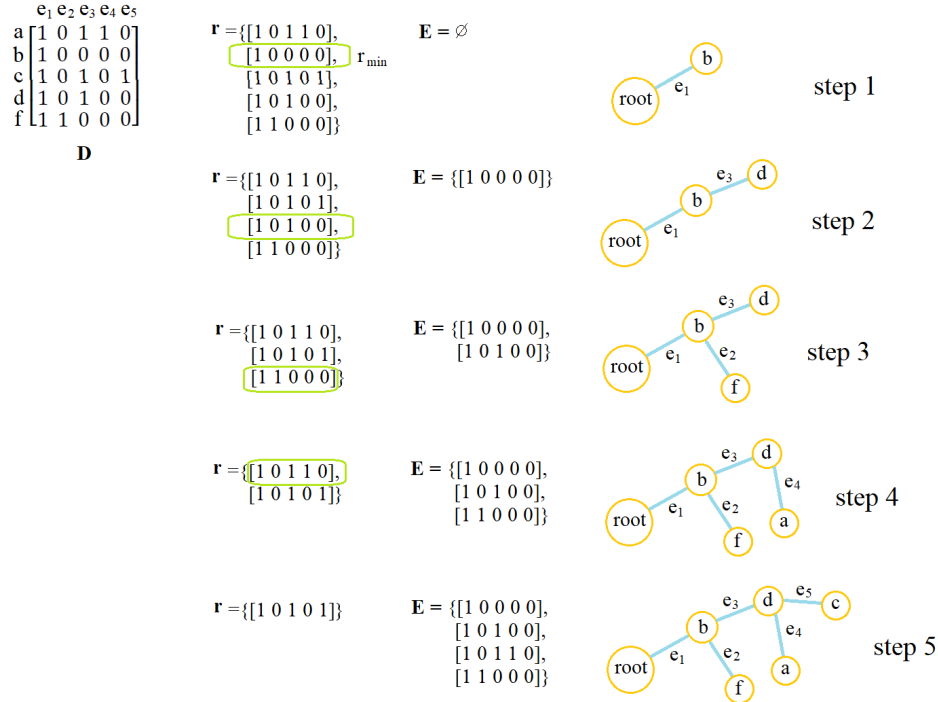 e₁ e₂ e₃ e₄ e₅
a [1 0 1 1 0
b 1 0 0 0 0
c 1 0 1 0 1
d 1 0 1 0 0
f 1 1 0 0 0]
D
r ={[1 0 1 1 0],
[1 0 0 0 0], r min
[1 0 1 0 1],
[1 0 1 0 0],
[1 1 0 0 0]}
E = ∅
root
e₁
b
step 1
r ={[1 0 1 1 0],
[1 0 1 0 1],
[1 0 1 0 0],
[1 1 0 0 0]}
E = {[1 0 0 0 0]}
root
e₁
b
e₃
d
step 2
r ={[1 0 1 1 0],
[1 0 1 0 1],
[1 1 0 0 0]}
E = {[1 0 0 0 0],
[1 0 1 0 0]}
root
e₁
b
e₃
d
e₂
f
step 3
r ={[1 0 1 1 0],
[1 0 1 0 1]}
E = {[1 0 0 0 0],
[1 0 1 0 0],
[1 1 0 0 0]}
root
e₁
b
e₃
d
e₂
f
e₄
a
step 4
r ={[1 0 1 0 1]}
E = {[1 0 0 0 0],
[1 0 1 0 0],
[1 0 1 1 0],
[1 1 0 0 0]}
root
e₁
b
e₃
d
e₅
c
e₂
f
e₄
a
step 5